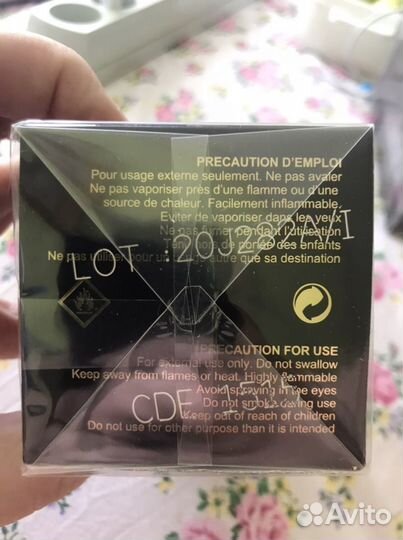 PRECAUTION D'EMPLOI
Pour usage externe seulement. Ne pas avaler
Ne pas vaporiser près d'une flamme ou d'une
source de chaleur. Facilement inflammable.
Eviter de vaporiser dans les yeux
Ne pas fumer pendant l'utilisation
Tenir hors de portée des enfants
Ne pas utiliser pour un autre que sa destination
LOT :20
PRECAUTION FOR USE
For external use only. Do not swallow
Keep away from flames or heat. Highly flammable
Avoid spraying in the eyes
Do not smoke during use
Keep out of reach of children
Do not use for other purpose than it is intended
CDE
Avito